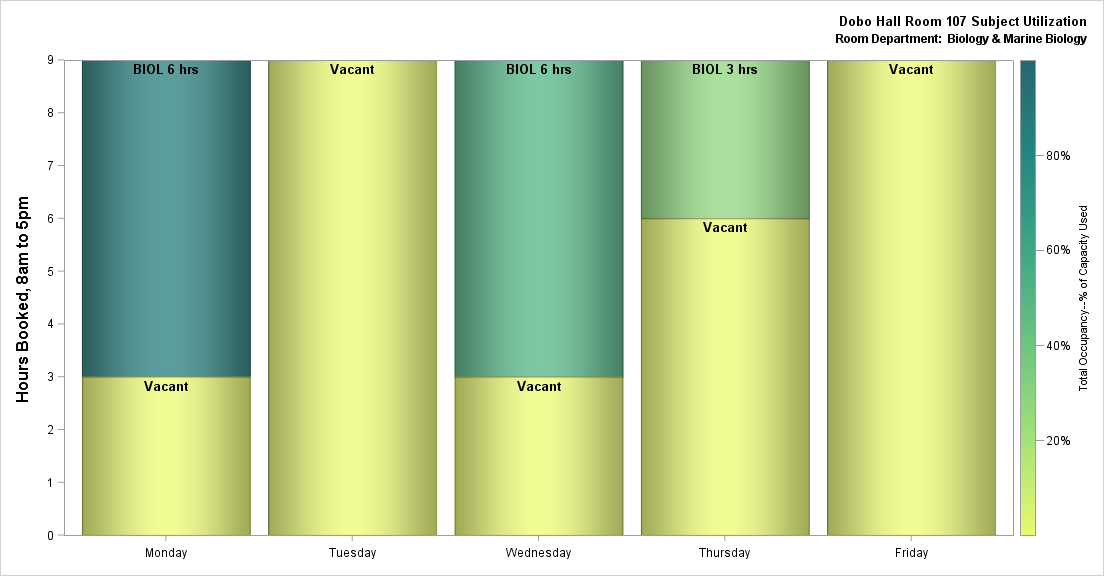 Dobo Hall Room 107 Subject Utilization
Room Department: Biology & Marine Biology
Hours Booked, 8am to 5pm
9
8
7
6
5
4
3
2
1
0
BIOL 6 hrs
Vacant
Vacant
BIOL 6 hrs
Vacant
BIOL 3 hrs
Vacant
Vacant
Monday
Tuesday
Wednesday
Thursday
Friday
80%
60%
40%
20%
Total Occupancy--% of Capacity Used